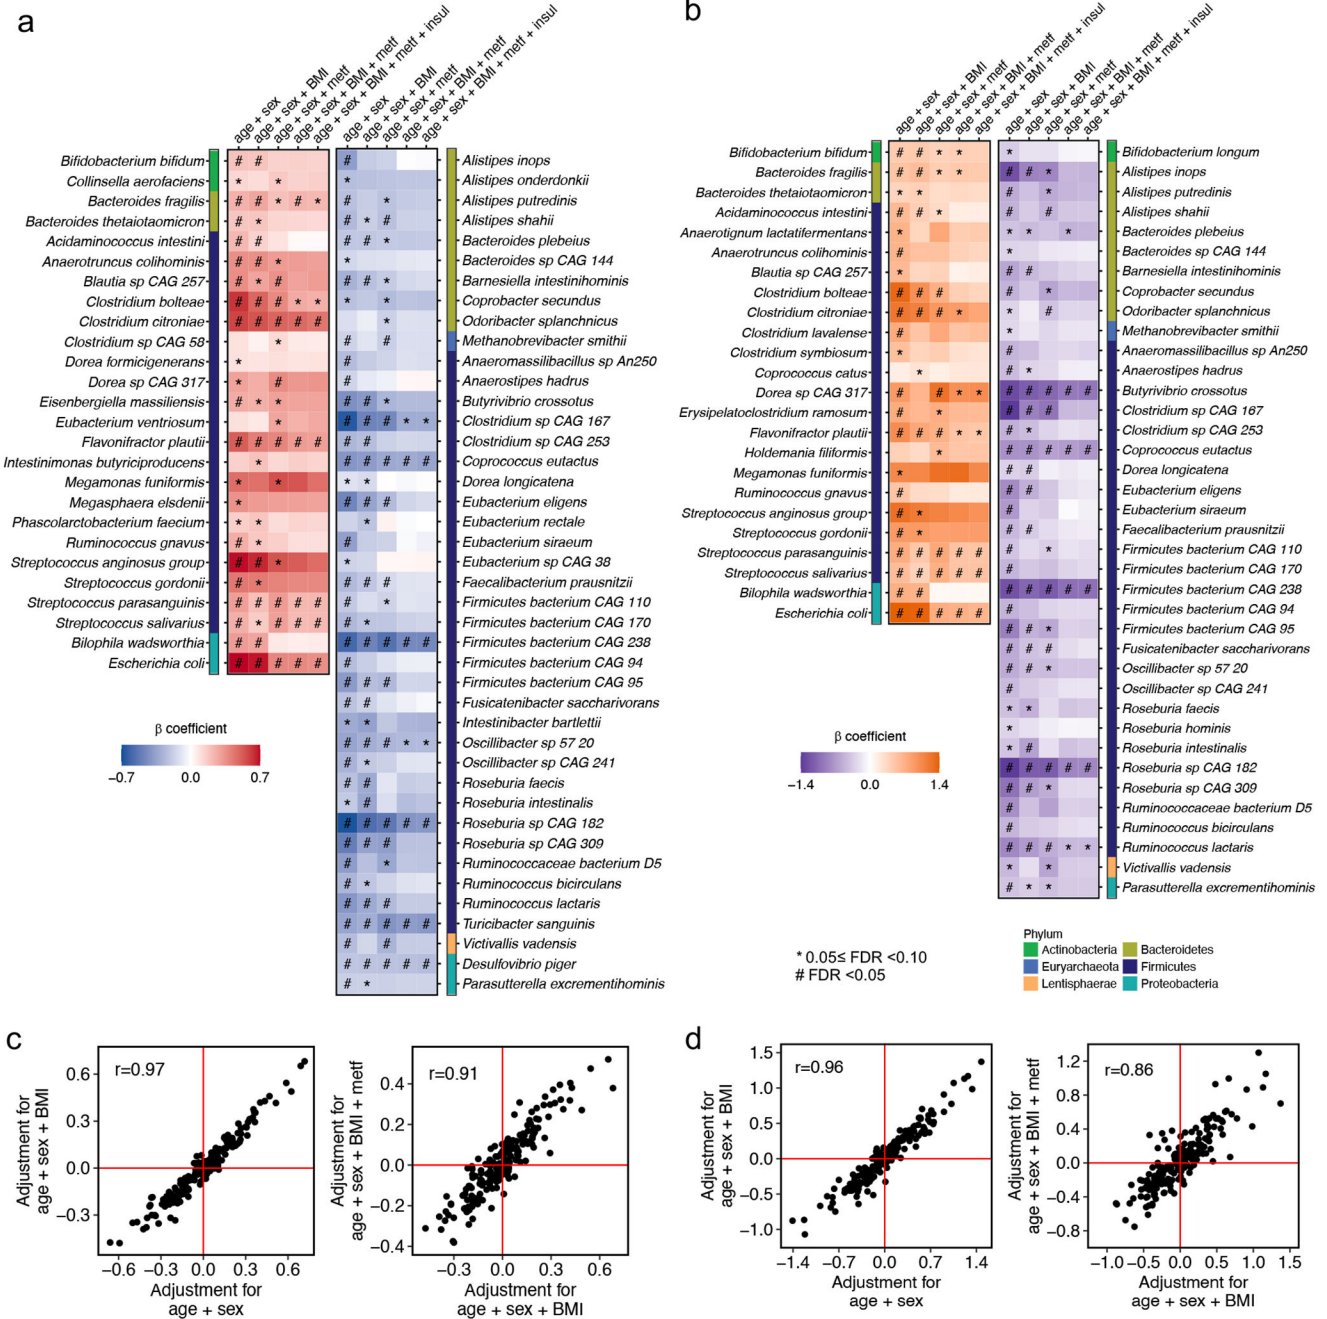 a
age + sex
age + sex + BMI
age + sex + metf
age + sex + BMI + metf
age + sex + BMI + metf + insul
age + sex
age + sex + BMI
age + sex + metf
age + sex + BMI + metf
age + sex + BMI + metf + insul
Bifidobacterium bifidum
Collinsella aerofaciens
Bacteroides fragilis
Bacteroides thetaiotaomicron
Acidaminococcus intestini
Anaerotruncus colihominis
Blautia sp CAG 257
Clostridium bolteae
Clostridium citroniae
Clostridium sp CAG 58
Dorea formicigenerans
Dorea sp CAG 317
Eisenbergiella massiliensis
Eubacterium ventriosum
Flavonifractor plautii
Intestinimonas butyriciproducens
Megamonas funiformis
Megasphaera elsdenii
Phascolarctobacterium faecium
Ruminococcus gnavus
Streptococcus anginosus group
Streptococcus gordonii
Streptococcus parasanguinis
Streptococcus salivarius
Bilophila wadsworthia
Escherichia coli
Alistipes inops
Alistipes onderdonkii
Alistipes putredinis
Alistipes shahii
Bacteroides plebeius
Bacteroides sp CAG 144
Barnesiella intestinihominis
Coprobacter secundus
Odoribacter splanchnicus
Methanobrevibacter smithii
Anaeromassilibacillus sp An250
Anaerostipes hadrus
Butyrivibrio crossotus
Clostridium sp CAG 167
Clostridium sp CAG 253
Coprococcus eutactus
Dorea longicatena
Eubacterium eligens
Eubacterium rectale
Eubacterium siraeum
Eubacterium sp CAG 38
Faecalibacterium prausnitzii
Firmicutes bacterium CAG 110
Firmicutes bacterium CAG 170
Firmicutes bacterium CAG 238
Firmicutes bacterium CAG 94
Firmicutes bacterium CAG 95
Fusicatenibacter saccharivorans
Intestinibacter bartlettii
Oscillibacter sp 57 20
Oscillibacter sp CAG 241
Roseburia faecis
Roseburia intestinalis
Roseburia sp CAG 182
Roseburia sp CAG 309
Ruminococcaceae bacterium D5
Ruminococcus bicirculans
Ruminococcus lactaris
Turicibacter sanguinis
Victivallis vadensis
Desulfovibrio piger
Parasutterella excrementihominis
β coefficient
−0.7 0.0 0.7
b
age + sex
age + sex + BMI
age + sex + metf
age + sex + BMI + metf
age + sex + BMI + metf + insul
age + sex
age + sex + BMI
age + sex + metf
age + sex + BMI + metf
age + sex + BMI + metf + insul
Bifidobacterium bifidum
Bacteroides fragilis
Bacteroides thetaiotaomicron
Acidaminococcus intestini
Anaerotignum lactatifermentans
Anaerotruncus colihominis
Blautia sp CAG 257
Clostridium bolteae
Clostridium citroniae
Clostridium lavalense
Clostridium symbiosum
Coprococcus catus
Dorea sp CAG 317
Erysipelatoclostridium ramosum
Flavonifractor plautii
Holdemania filiformis
Megamonas funiformis
Ruminococcus gnavus
Streptococcus anginosus group
Streptococcus gordonii
Streptococcus parasanguinis
Streptococcus salivarius
Bilophila wadsworthia
Escherichia coli
Bifidobacterium longum
Alistipes inops
Alistipes putredinis
Alistipes shahii
Bacteroides plebeius
Bacteroides sp CAG 144
Barnesiella intestinihominis
Coprobacter secundus
Odoribacter splanchnicus
Methanobrevibacter smithii
Anaeromassilibacillus sp An250
Anaerostipes hadrus
Butyrivibrio crossotus
Clostridium sp CAG 167
Clostridium sp CAG 253
Coprococcus eutactus
Dorea longicatena
Eubacterium eligens
Eubacterium siraeum
Faecalibacterium prausnitzii
Firmicutes bacterium CAG 110
Firmicutes bacterium CAG 170
Firmicutes bacterium CAG 238
Firmicutes bacterium CAG 94
Firmicutes bacterium CAG 95
Fusicatenibacter saccharivorans
Oscillibacter sp 57 20
Oscillibacter sp CAG 241
Roseburia faecis
Roseburia hominis
Roseburia intestinalis
Roseburia sp CAG 182
Roseburia sp CAG 309
Ruminococcaceae bacterium D5
Ruminococcus bicirculans
Ruminococcus lactaris
Victivallis vadensis
Parasutterella excrementihominis
β coefficient
−1.4 0.0 1.4
* 0.05≤ FDR <0.10
# FDR <0.05
Phylum
Actinobacteria Bacteroidetes
Euryarchaeota Firmicutes
Lentisphaerae Proteobacteria
c
r=0.97
Adjustment for
age + sex + BMI
0.6
0.3
0.0
−0.3
−0.6 −0.3 0.0 0.3 0.6
Adjustment for
age + sex
r=0.91
Adjustment for
age + sex + BMI + metf
0.4
0.2
0.0
−0.2
−0.4
−0.3 0.0 0.3 0.6
Adjustment for
age + sex + BMI
d
r=0.96
Adjustment for
age + sex + BMI
1.5
1.0
0.5
0.0
−0.5
−1.0
−1.4 −0.7 0.0 0.7 1.4
Adjustment for
age + sex
r=0.86
Adjustment for
age + sex + BMI + metf
1.2
0.8
0.4
0.0
−0.4
−0.8
−1.0 −0.5 0.0 0.5 1.0 1.5
Adjustment for
age + sex + BMI